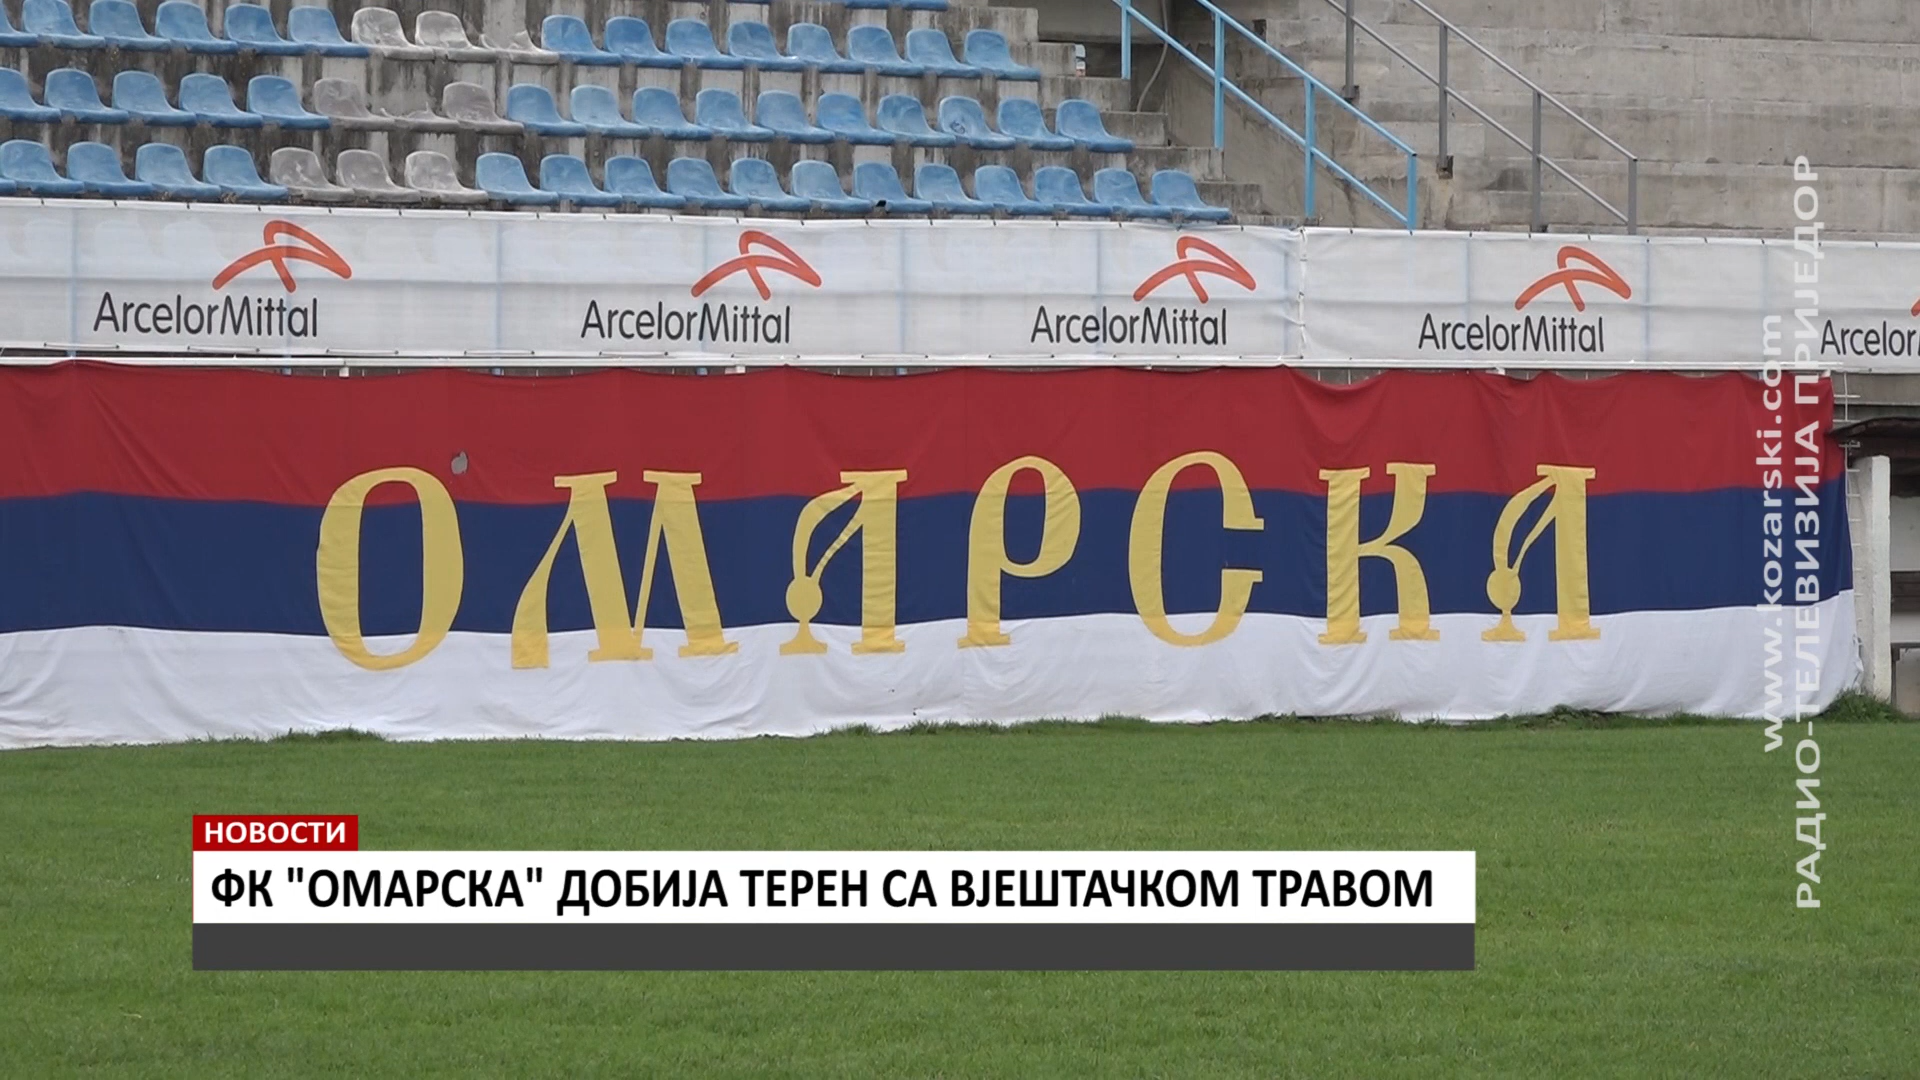 ArcelorMittal ArcelorMittal ArcelorMittal ArcelorMittal Arcelor
ОМАРСКА
www.kozarski.com
РАДИО-ТЕЛЕВИЗИЈА ПРИЈЕДОР
НОВОСТИ
ФК "ОМАРСКА" ДОБИЈА ТЕРЕН СА ВЈЕШТАЧКОМ ТРАВОМ